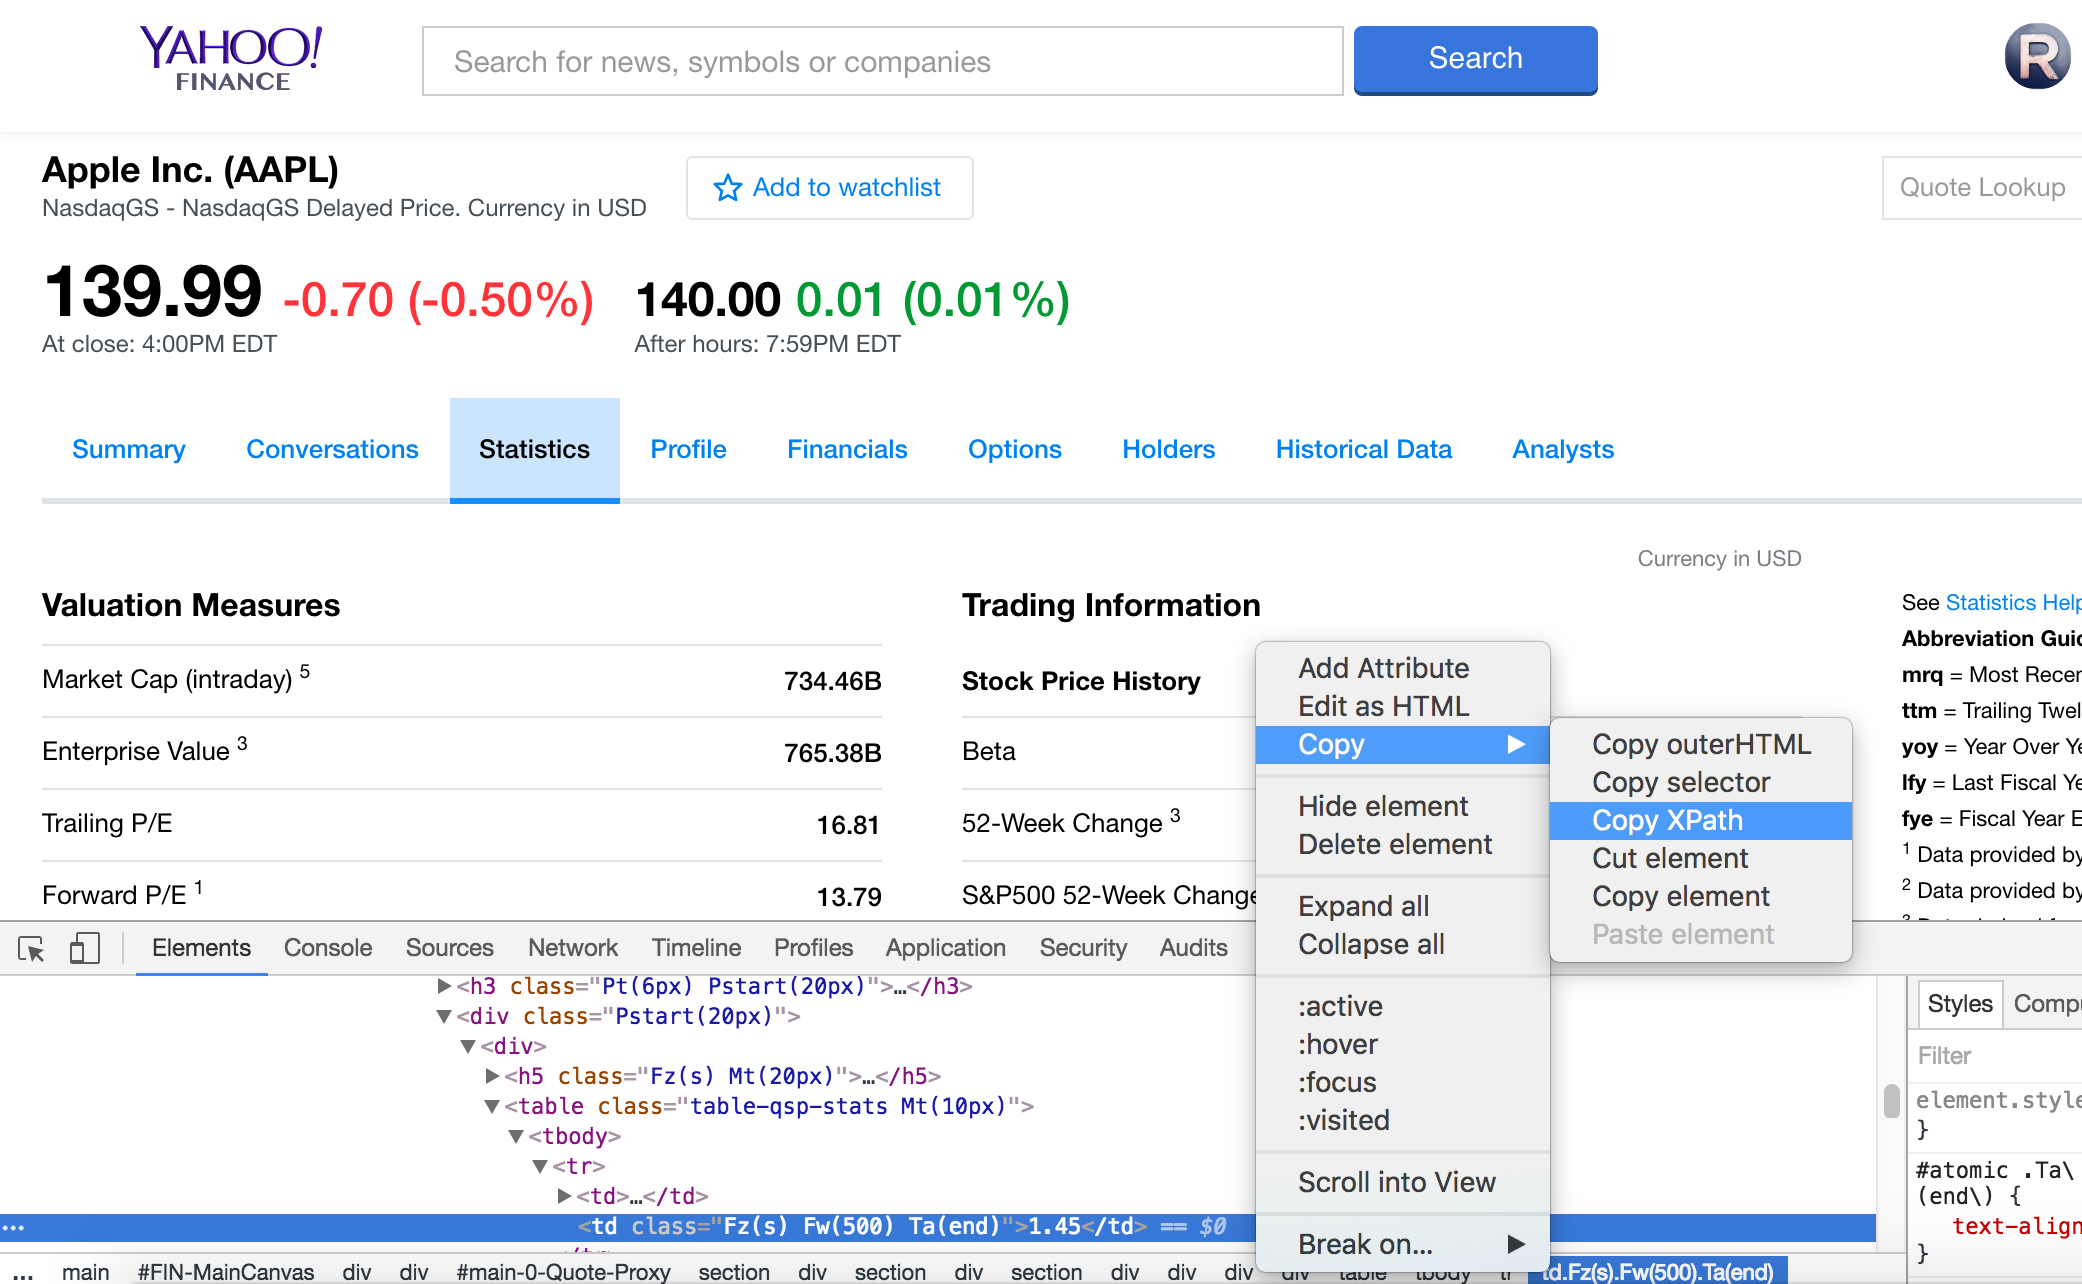 YAHOO!
FINANCE
Search for news, symbols or companies
Search
R
Apple Inc. (AAPL)
NasdaqGS - NasdaqGS Delayed Price. Currency in USD
Add to watchlist
Quote Lookup
139.99 -0.70 (-0.50%)
140.00 0.01 (0.01%)
At close: 4:00PM EDT
After hours: 7:59PM EDT
Summary Conversations Statistics Profile Financials Options Holders Historical Data Analysts
Currency in USD
Valuation Measures
Market Cap (intraday) 5 734.46B
Enterprise Value 3 765.38B
Trailing P/E 16.81
Forward P/E 1 13.79
Trading Information
Stock Price History
Beta
52-Week Change 3
S&P500 52-Week Change
See Statistics Help
Abbreviation Guid
mrq = Most Recen
ttm = Trailing Twel
yoy = Year Over Ye
lfy = Last Fiscal Ye
fye = Fiscal Year E
1 Data provided by
2 Data provided by
Add Attribute
Edit as HTML
Copy
Hide element
Delete element
Expand all
Collapse all
:active
:hover
:focus
:visited
Scroll into View
Break on...
Copy outerHTML
Copy selector
Copy XPath
Cut element
Copy element
Paste element
Elements Console Sources Network Timeline Profiles Application Security Audits
<h3 class="Pt(6px) Pstart(20px)">…</h3>
<div class="Pstart(20px)">
<div>
<h5 class="Fz(s) Mt(20px)">…</h5>
<table class="table-qsp-stats Mt(10px)">
<tbody>
<tr>
<td>…</td>
... <td class="Fz(s) Fw(500) Ta(end)">1.45</td> == $0
... main #FIN-MainCanvas div div #main-0-Quote-Proxy section div section div section div div div div table tbody tr td.Fz(s).Fw(500).Ta(end)
Styles Compu
Filter
element.style
}
#atomic .Ta\
(end\) {
text-align
}